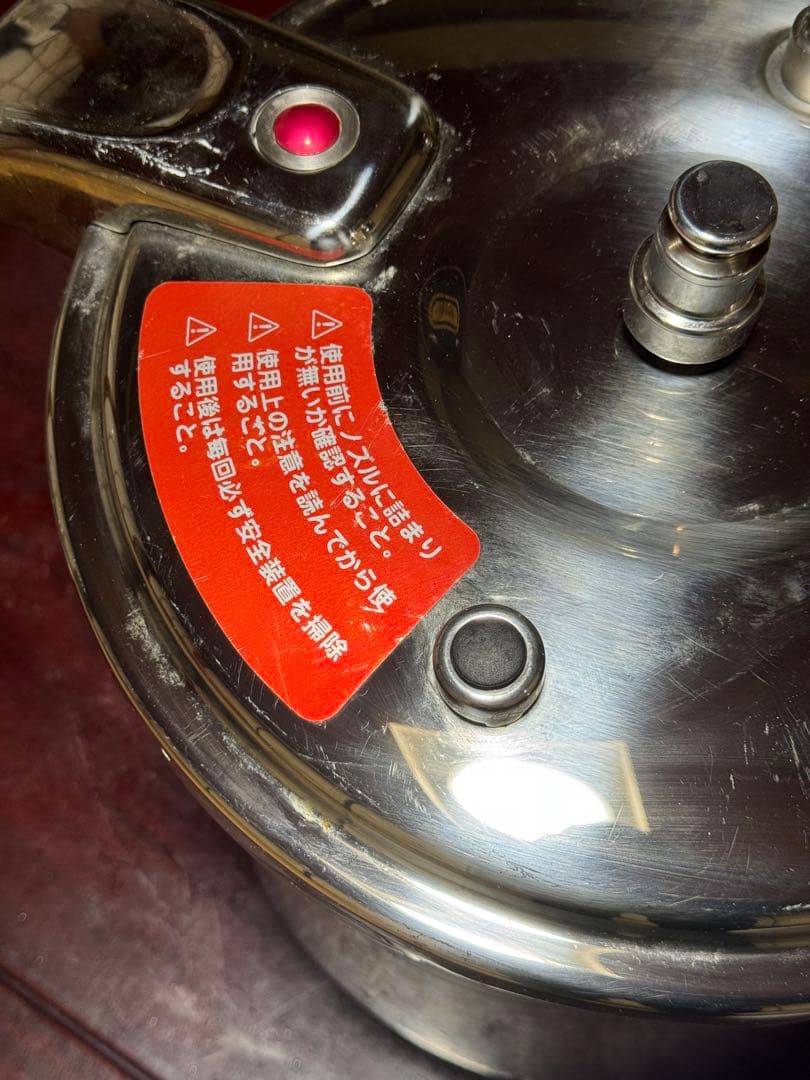 ⚠使用前にノズルに詰まり
が無いか確認すること。
⚠使用上の注意を読んでから使
用すること。
⚠使用後は毎回必ず安全装置を掃除
すること。